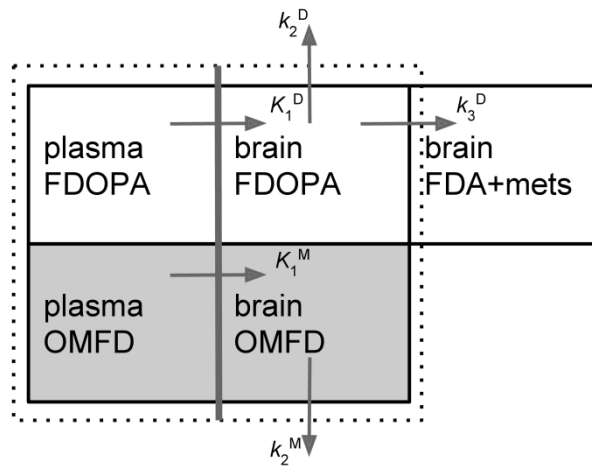 k₂ᴰ
K₁ᴰ
k₃ᴰ
plasma
FDOPA
brain
FDOPA
brain
FDA+mets
K₁ᴹ
plasma
OMFD
brain
OMFD
k₂ᴹ